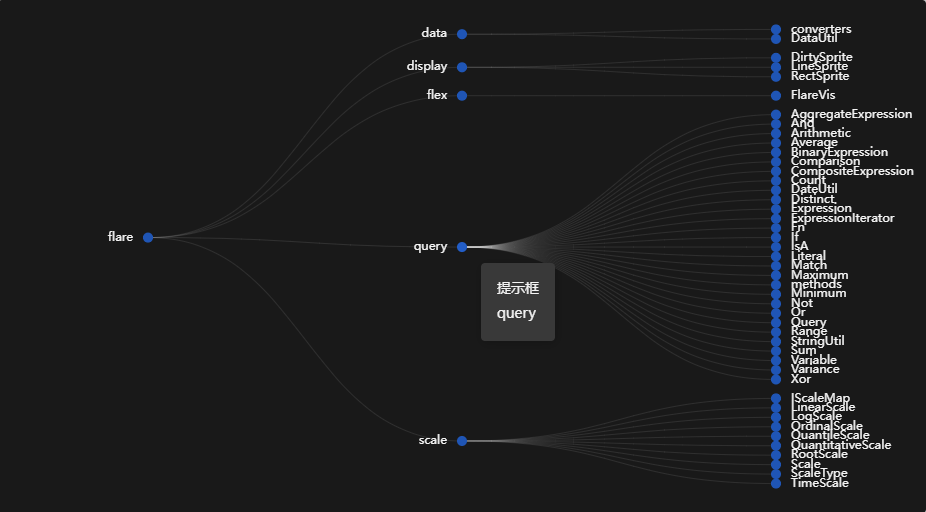 flare
data
display
flex
query
scale
提示框
query
converters
DataUtil
DirtySprite
LineSprite
RectSprite
FlareVis
AggregateExpression
And
Arithmetic
Average
BinaryExpression
Comparison
CompositeExpression
Count
DateUtil
Distinct
Expression
ExpressionIterator
Fn
If
IsA
Literal
Match
Maximum
methods
Minimum
Not
Or
Query
Range
StringUtil
Sum
Variable
Variance
Xor
IScaleMap
LinearScale
LogScale
OrdinalScale
QuantileScale
QuantitativeScale
RootScale
Scale
ScaleType
TimeScale